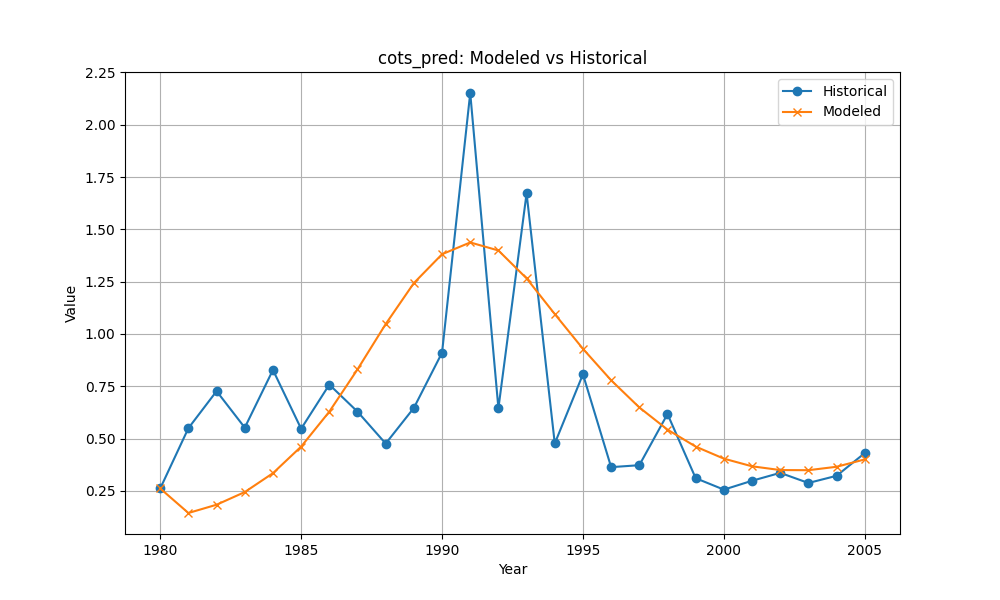 cots_pred: Modeled vs Historical
Historical
Modeled
Value
2.25
2.00
1.75
1.50
1.25
1.00
0.75
0.50
0.25
1980 1985 1990 1995 2000 2005
Year